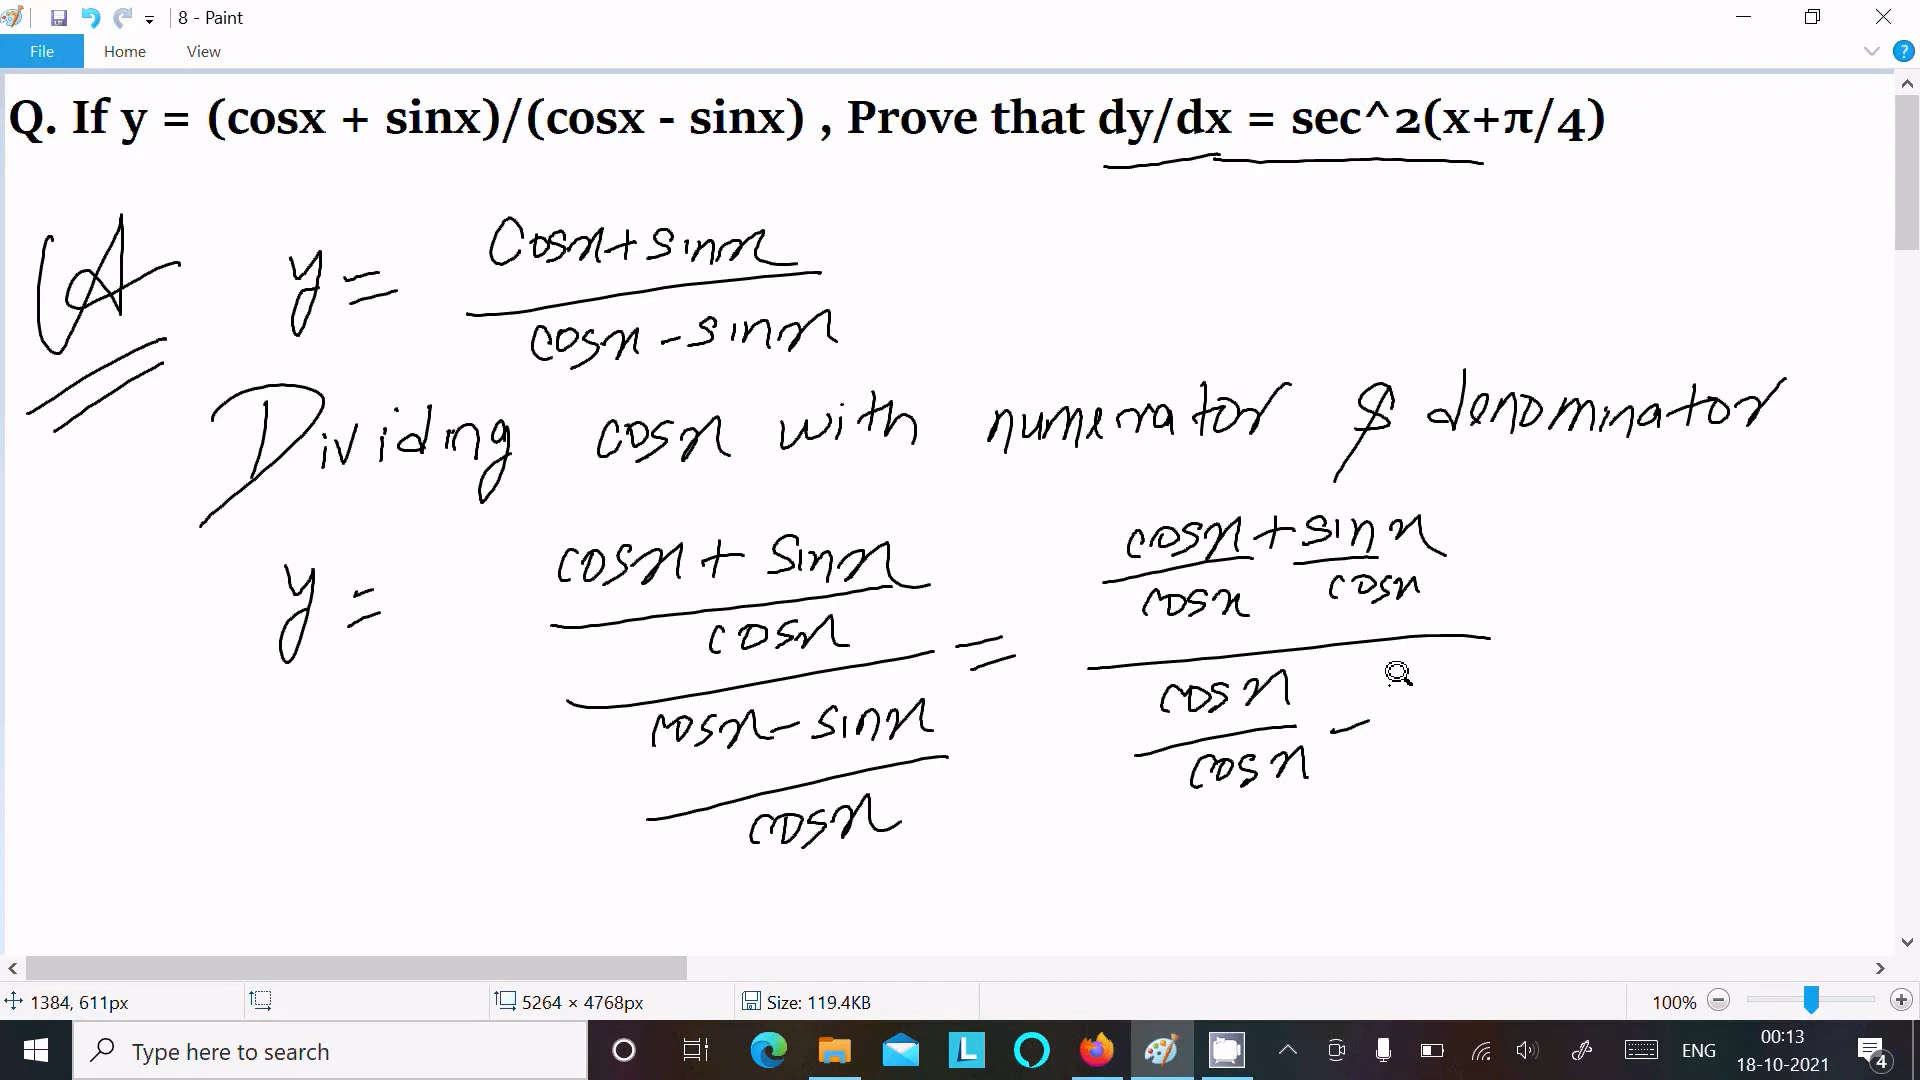 8 - Paint
File Home View
Q. If y = (cosx + sinx)/(cosx - sinx) , Prove that dy/dx = sec^2(x+π/4)
A
y = cosx+sinx
cosx-sinx
Dividing cosx with numerator & denominator
y = cosx + sinx = cosx + sinx
cosx cosx cosx
cosx - sinx cosx -
cosx cosx
1384, 611px 5264 × 4768px Size: 119.4KB 100%
Type here to search L ENG 00:13
18-10-2021 4